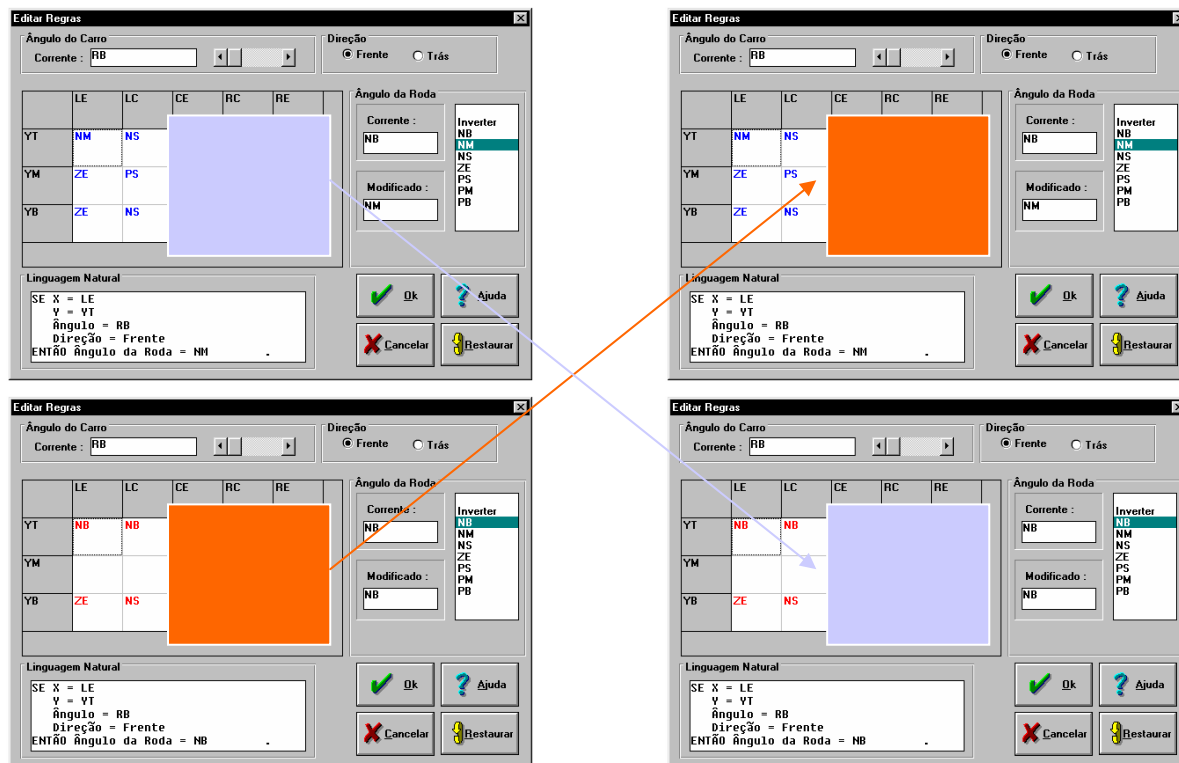 Editar Regras
Ângulo do Carro
Corrente : RB
Direção
Frente Trás
LE LC CE RC RE
YT NM NS
YM ZE PS
YB ZE NS
Ângulo da Roda
Corrente :
NB
Modificado :
NM
Inverter
NB
NM
NS
ZE
PS
PM
PB
Linguagem Natural
SE X = LE
Y = YT
Ângulo = RB
Direção = Frente
ENTÃO Ângulo da Roda = NM .
Ok
Ajuda
Cancelar
Restaurar
Editar Regras
Ângulo do Carro
Corrente : RB
Direção
Frente Trás
LE LC CE RC RE
YT NM NS
YM ZE PS
YB ZE NS
Ângulo da Roda
Corrente :
NB
Modificado :
NM
Inverter
NB
NM
NS
ZE
PS
PM
PB
Linguagem Natural
SE X = LE
Y = YT
Ângulo = RB
Direção = Frente
ENTÃO Ângulo da Roda = NM .
Ok
Ajuda
Cancelar
Restaurar
Editar Regras
Ângulo do Carro
Corrente : RB
Direção
Frente Trás
LE LC CE RC RE
YT NB NB
YM
YB ZE NS
Ângulo da Roda
Corrente :
NB
Modificado :
NB
Inverter
NB
NM
NS
ZE
PS
PM
PB
Linguagem Natural
SE X = LE
Y = YT
Ângulo = RB
Direção = Frente
ENTÃO Ângulo da Roda = NB .
Ok
Ajuda
Cancelar
Restaurar
Editar Regras
Ângulo do Carro
Corrente : RB
Direção
Frente Trás
LE LC CE RC RE
YT NB NB
YM
YB ZE NS
Ângulo da Roda
Corrente :
NB
Modificado :
NB
Inverter
NB
NM
NS
ZE
PS
PM
PB
Linguagem Natural
SE X = LE
Y = YT
Ângulo = RB
Direção = Frente
ENTÃO Ângulo da Roda = NB .
Ok
Ajuda
Cancelar
Restaurar